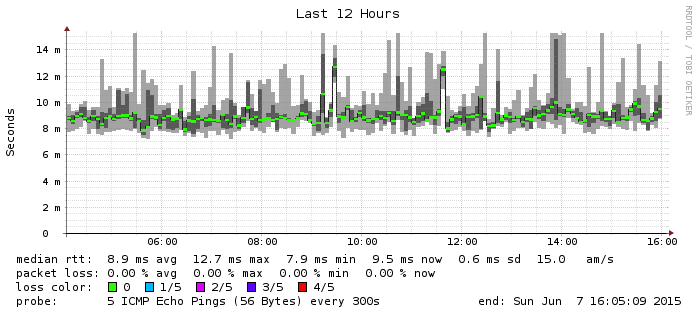 Last 12 Hours
RRDTOOL / TOBI OETIKER
Seconds
14 m
12 m
10 m
8 m
6 m
4 m
2 m
0
06:00 08:00 10:00 12:00 14:00 16:00
median rtt: 8.9 ms avg 12.7 ms max 7.9 ms min 9.5 ms now 0.6 ms sd 15.0 am/s
packet loss: 0.00 % avg 0.00 % max 0.00 % min 0.00 % now
loss color: 0 1/5 2/5 3/5 4/5
probe: 5 ICMP Echo Pings (56 Bytes) every 300s end: Sun Jun 7 16:05:09 2015